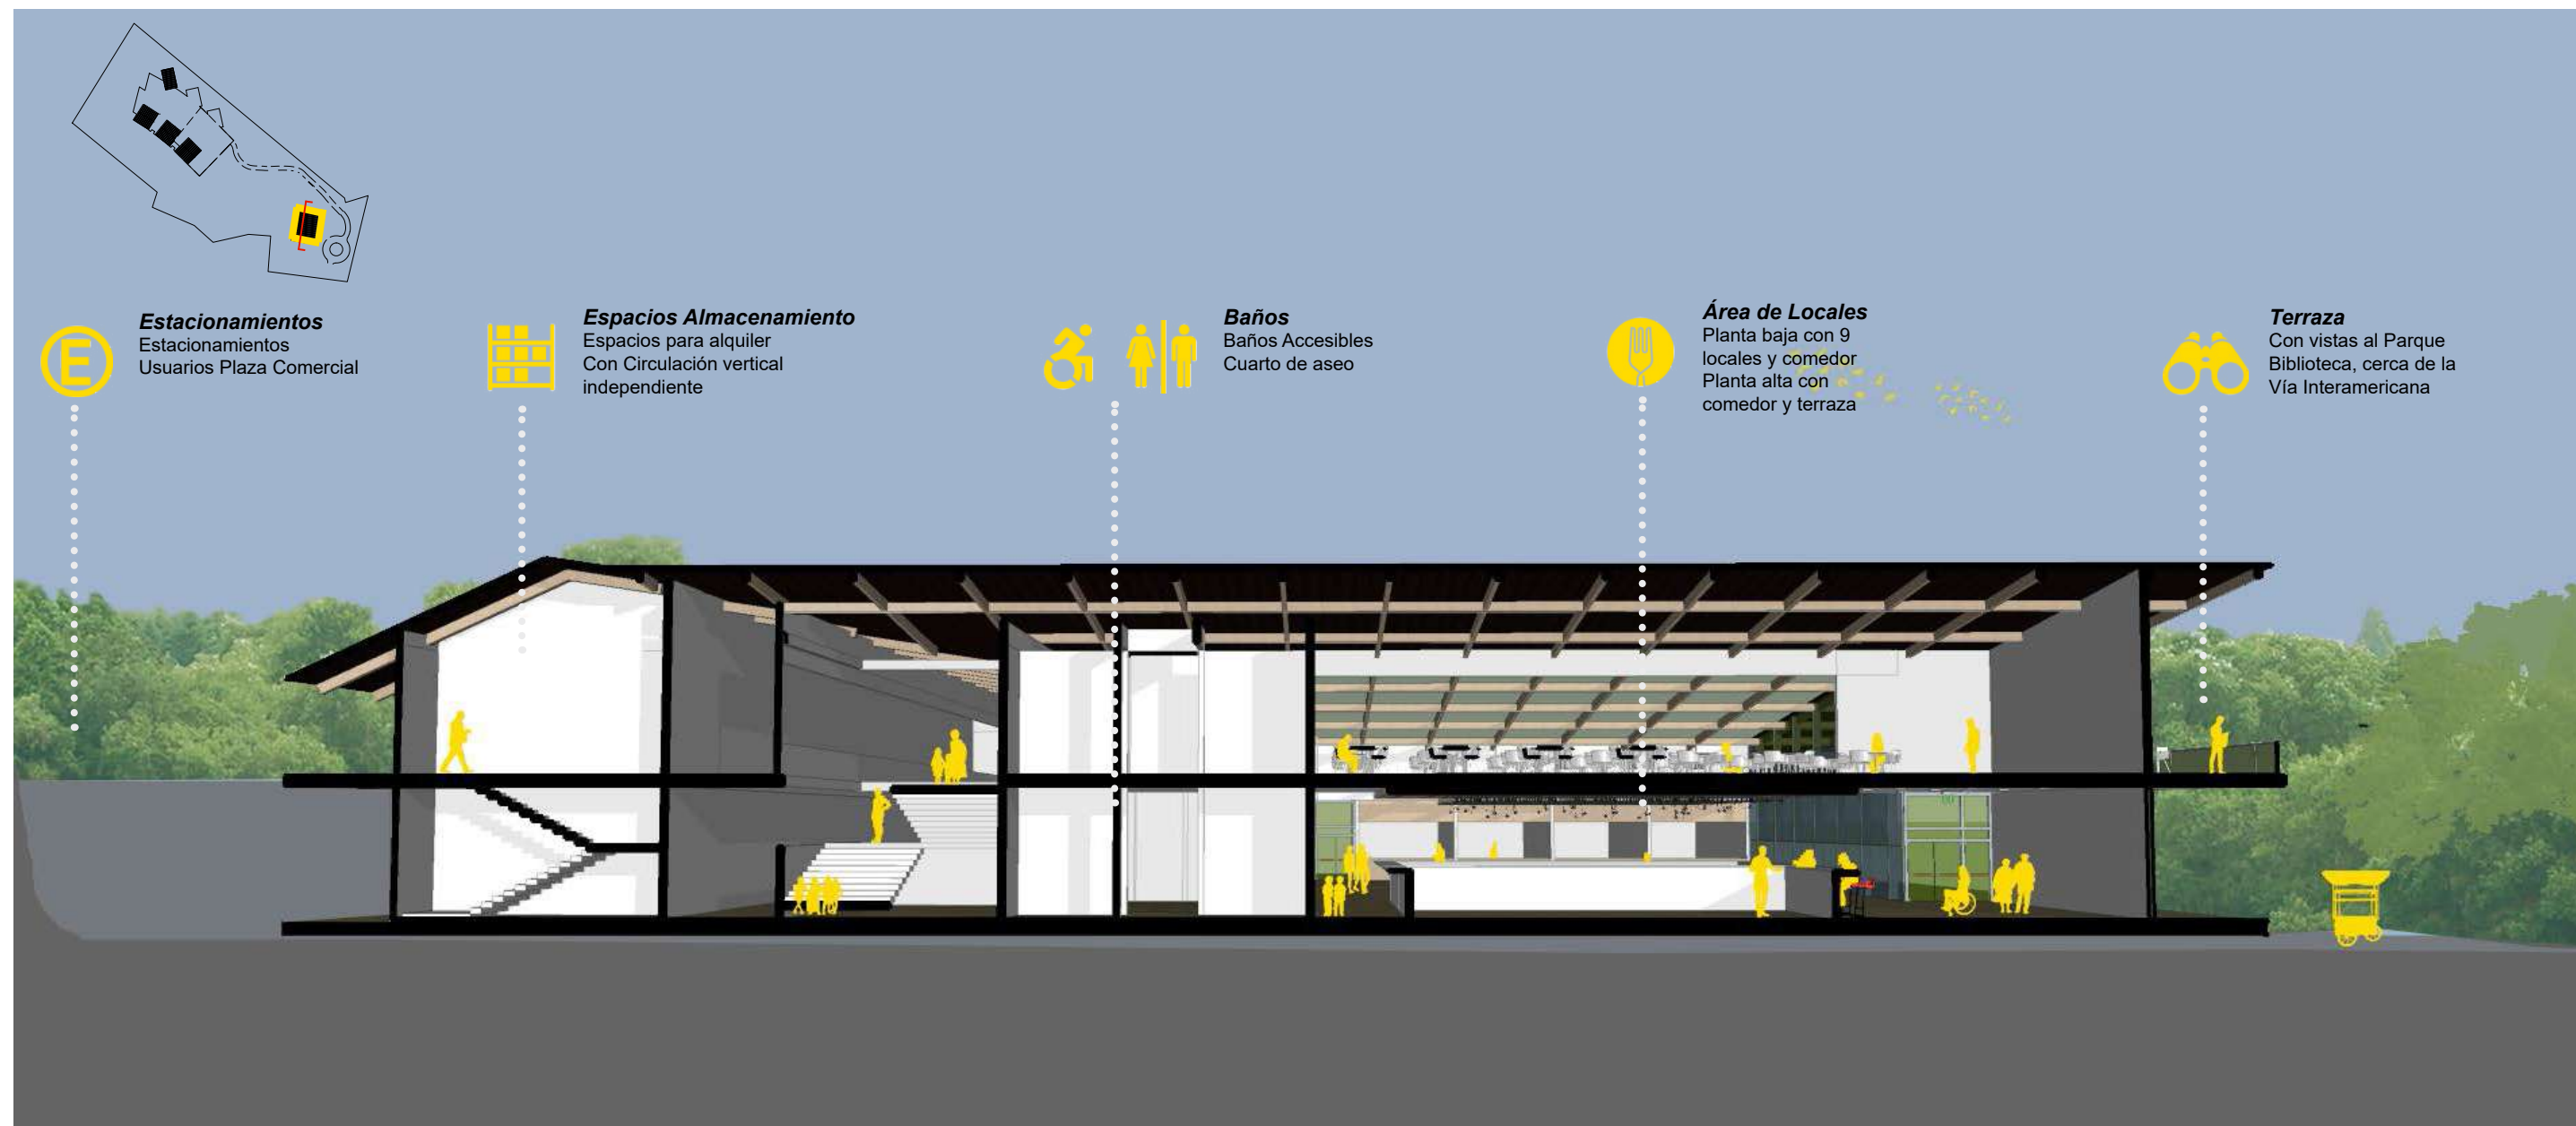 E
Estacionamientos
Estacionamientos
Usuarios Plaza Comercial
Espacios Almacenamiento
Espacios para alquiler
Con Circulación vertical
independiente
Baños
Baños Accesibles
Cuarto de aseo
Área de Locales
Planta baja con 9
locales y comedor
Planta alta con
comedor y terraza
Terraza
Con vistas al Parque
Biblioteca, cerca de la
Vía Interamericana